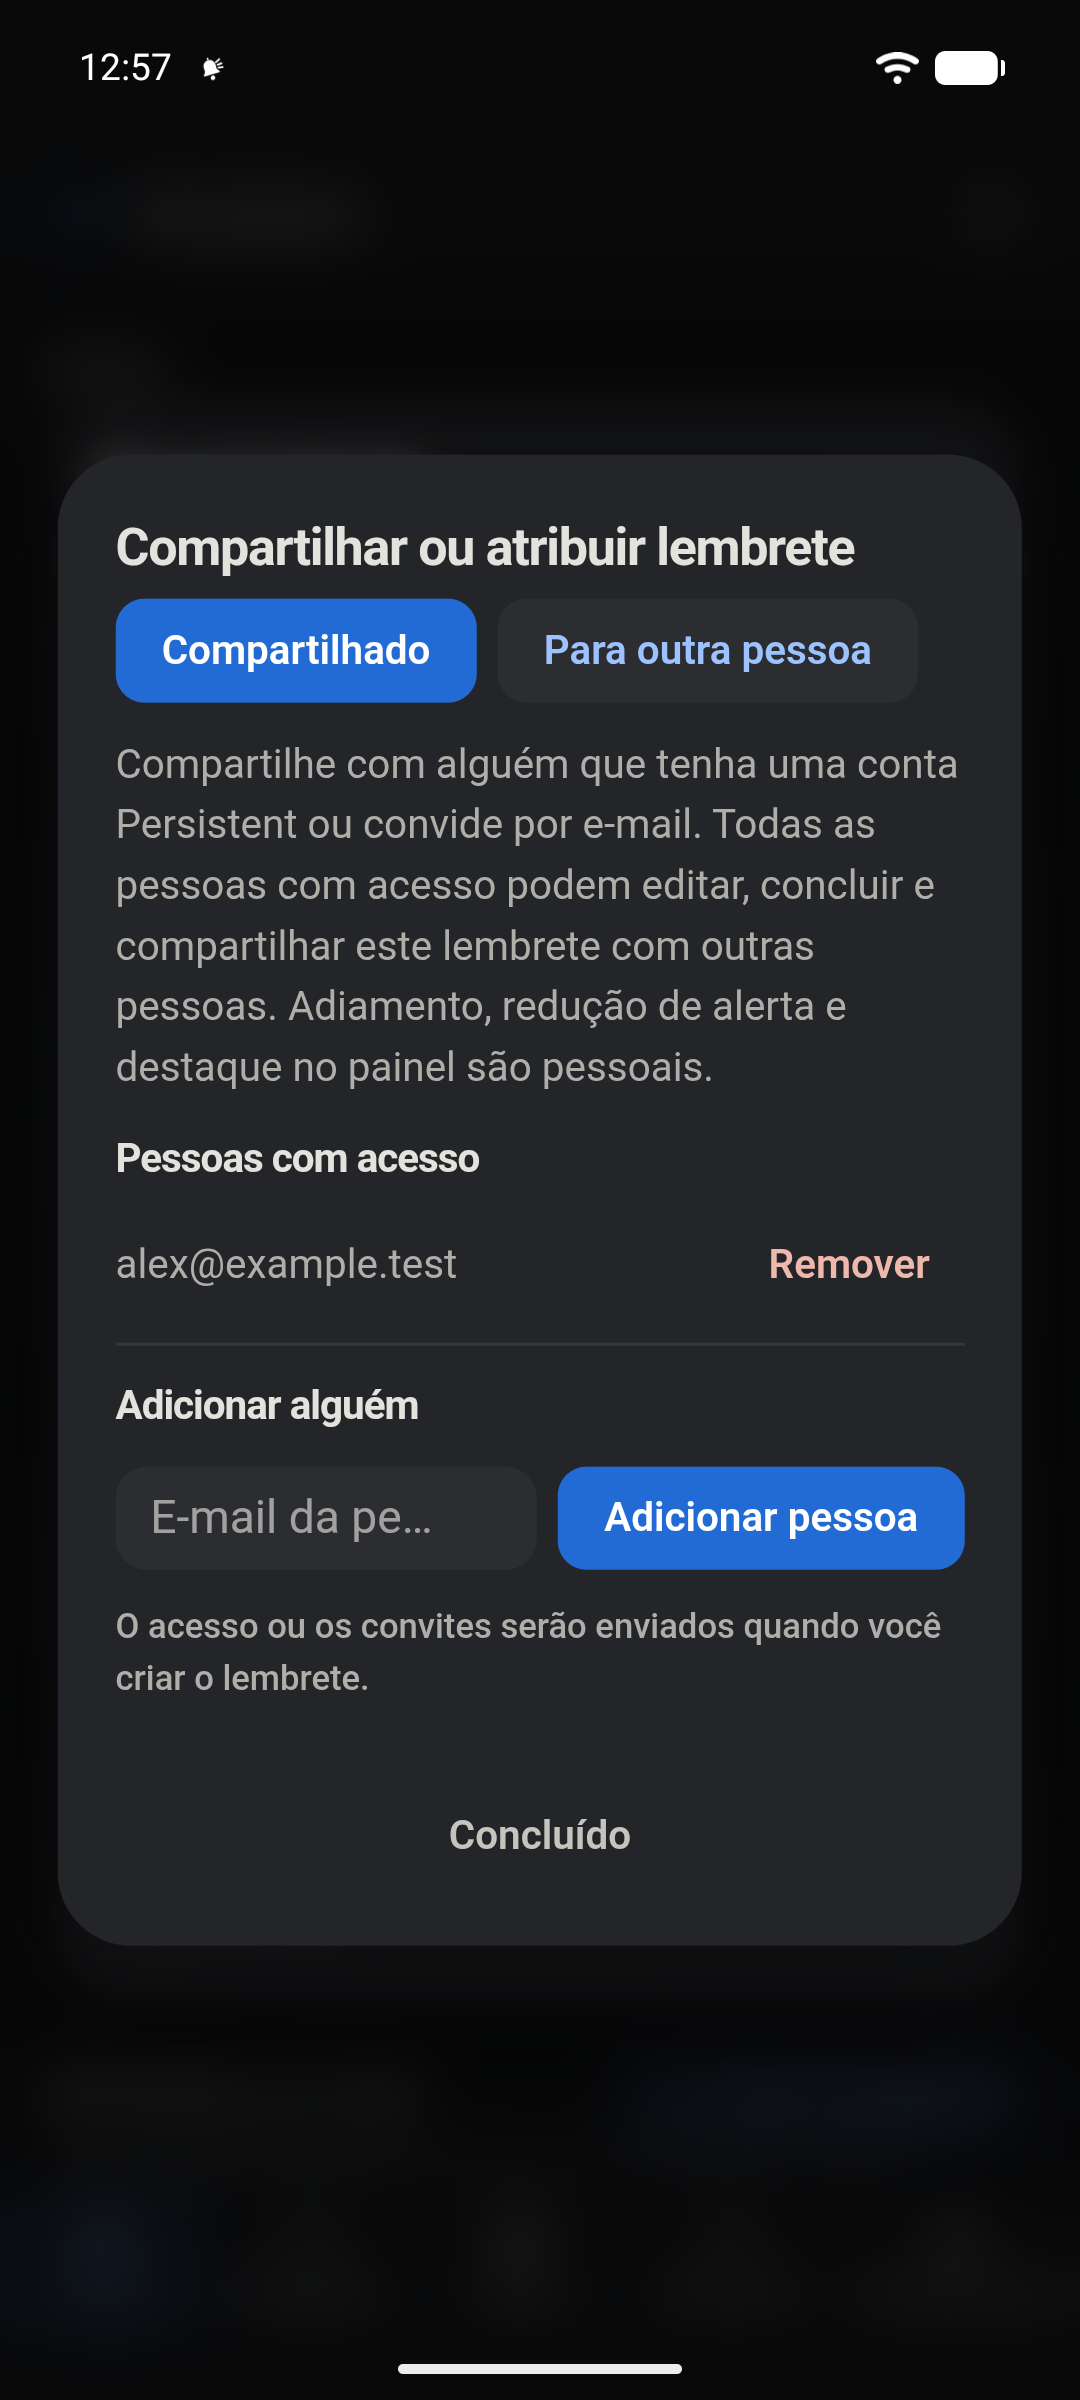 12:57
Compartilhar ou atribuir lembrete
Compartilhado
Para outra pessoa
Compartilhe com alguém que tenha uma conta
Persistent ou convide por e-mail. Todas as
pessoas com acesso podem editar, concluir e
compartilhar este lembrete com outras
pessoas. Adiamento, redução de alerta e
destaque no painel são pessoais.
Pessoas com acesso
alex@example.test
Remover
Adicionar alguém
E-mail da pe...
Adicionar pessoa
O acesso ou os convites serão enviados quando você
criar o lembrete.
Concluído